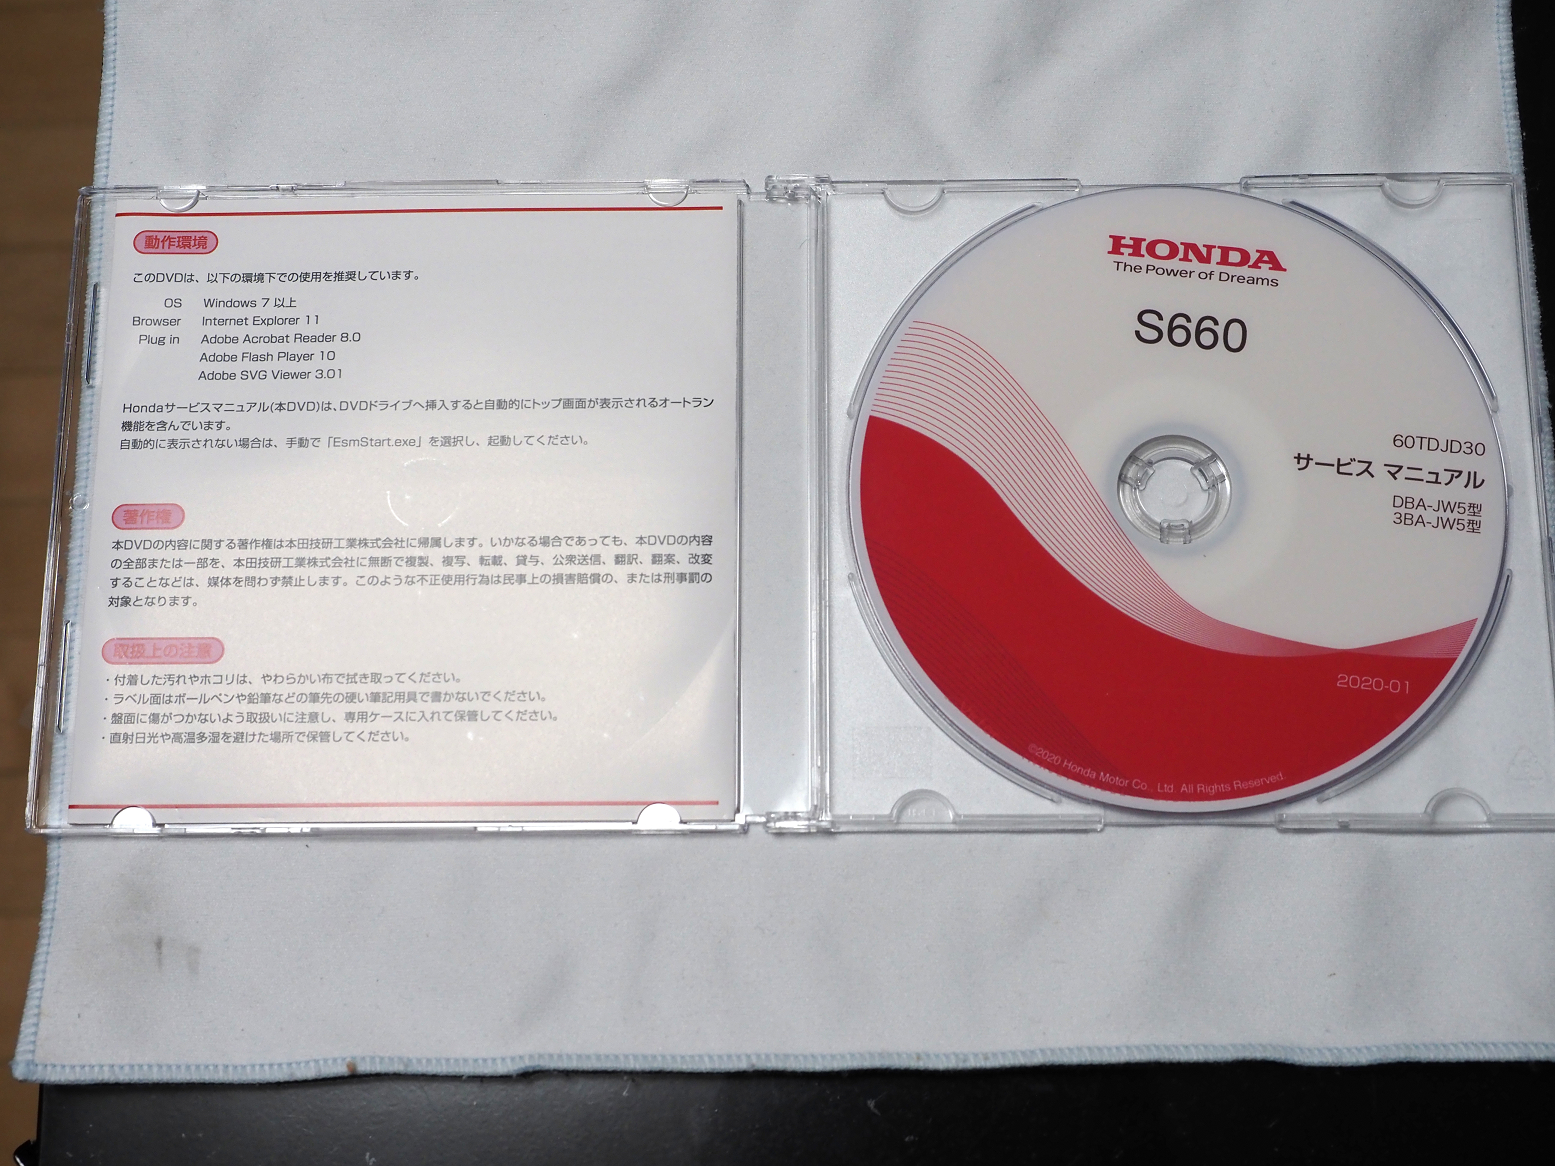 動作環境
このDVDは、以下の環境下での使用を推奨しています。
OS Windows 7 以上
Browser Internet Explorer 11
Plug in Adobe Acrobat Reader 8.0
Adobe Flash Player 10
Adobe SVG Viewer 3.01
Hondaサービスマニュアル(本DVD)は、DVDドライブへ挿入すると自動的にトップ画面が表示されるオートラン
機能を含んでいます。
自動的に表示されない場合は、手動で「EsmStart.exe」を選択し、起動してください。
著作権
本DVDの内容に関する著作権は本田技研工業株式会社に帰属します。いかなる場合であっても、本DVDの内容
の全部または一部を、本田技研工業株式会社に無断で複製、複写、転載、貸与、公衆送信、翻訳、翻案、改変
することなどは、媒体を問わず禁止します。このような不正使用行為は民事上の損害賠償の、または刑事罰の
対象となります。
取扱上の注意
・付着した汚れやホコリは、やわらかい布で拭き取ってください。
・ラベル面はボールペンや鉛筆などの筆先の硬い筆記用具で書かないでください。
・盤面に傷がつかないよう取扱いに注意し、専用ケースに入れて保管してください。
・直射日光や高温多湿を避けた場所で保管してください。
HONDA
The Power of Dreams
S660
60TDJD30
サービス マニュアル
DBA-JW5型
3BA-JW5型
2020-01
©2020 Honda Motor Co., Ltd. All Rights Reserved.